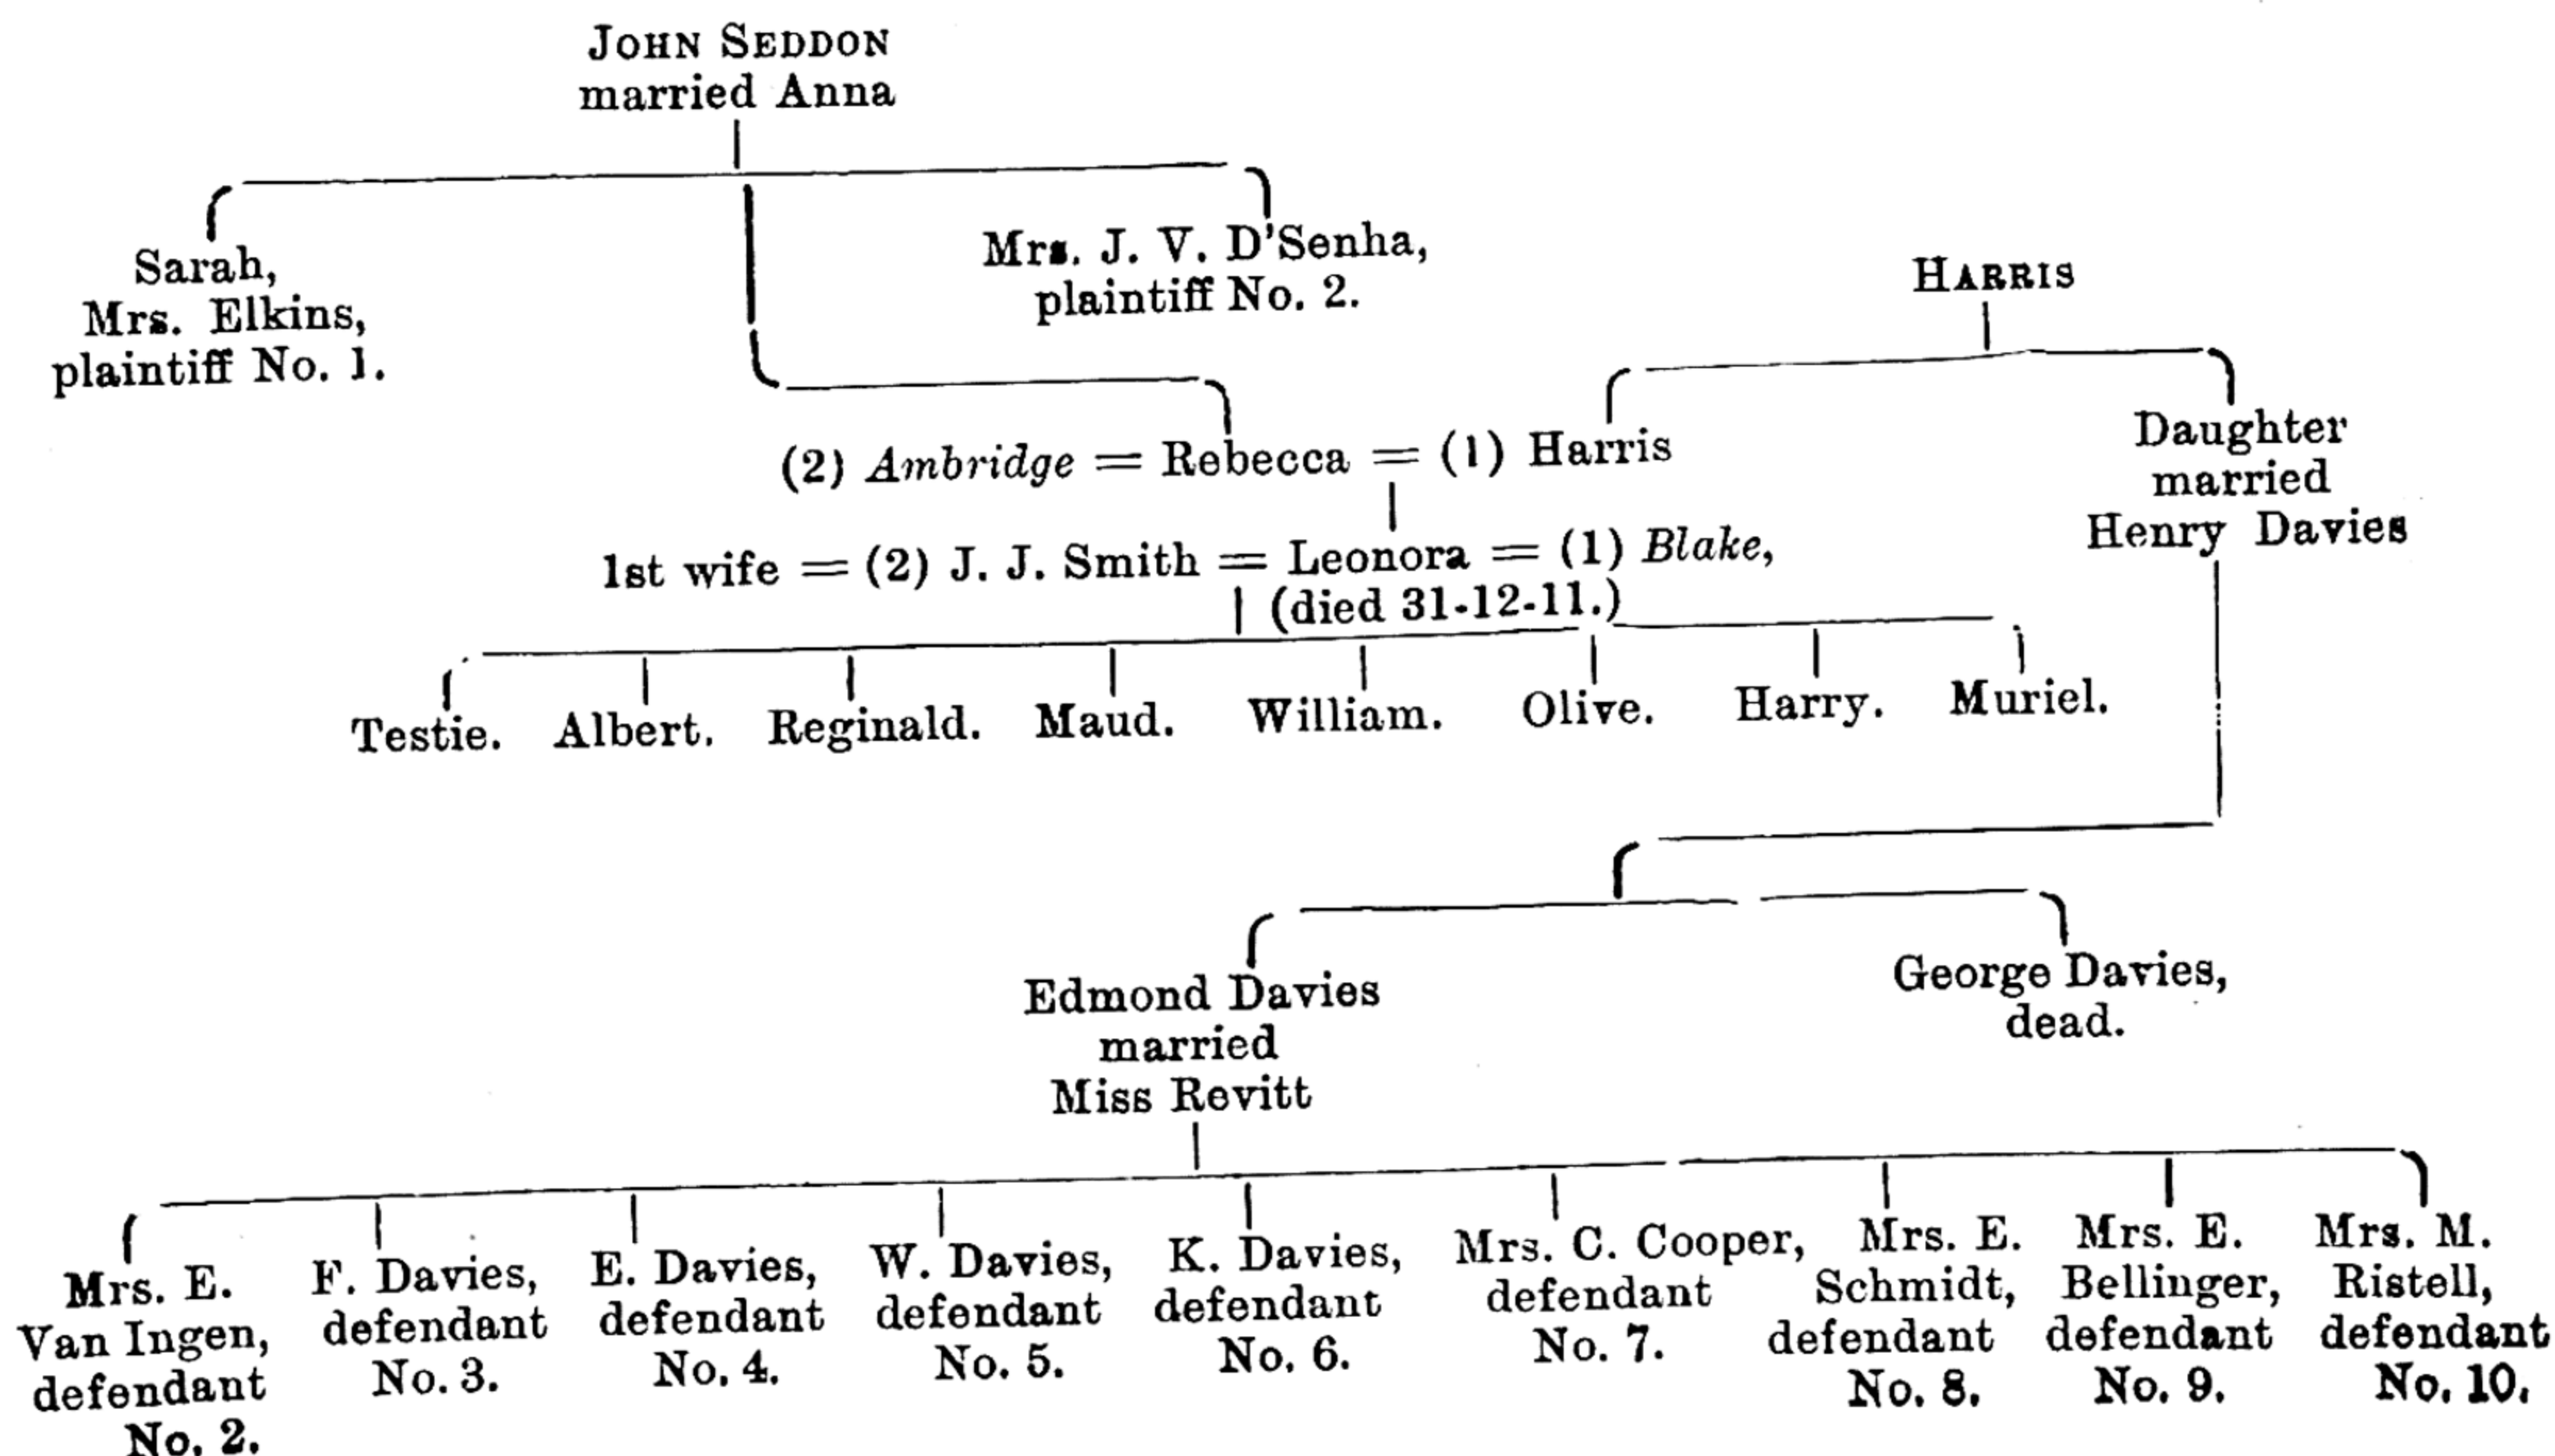 JOHN SEDDON
married Anna
Sarah,
Mrs. Elkins,
plaintiff No. 1.
Mrs. J. V. D'Senha,
plaintiff No. 2.
HARRIS
(2) Ambridge = Rebecca = (1) Harris
Daughter
married
Henry Davies
1st wife = (2) J. J. Smith = Leonora = (1) Blake,
(died 31-12-11.)
Testie. Albert. Reginald. Maud. William. Olive. Harry. Muriel.
Edmond Davies
married
Miss Revitt
George Davies,
dead.
Mrs. E.
Van Ingen,
defendant
No. 2.
F. Davies,
defendant
No. 3.
E. Davies,
defendant
No. 4.
W. Davies,
defendant
No. 5.
K. Davies,
defendant
No. 6.
Mrs. C. Cooper,
defendant
No. 7.
Mrs. E.
Schmidt,
defendant
No. 8.
Mrs. E.
Bellinger,
defendant
No. 9.
Mrs. M.
Ristell,
defendant
No. 10.